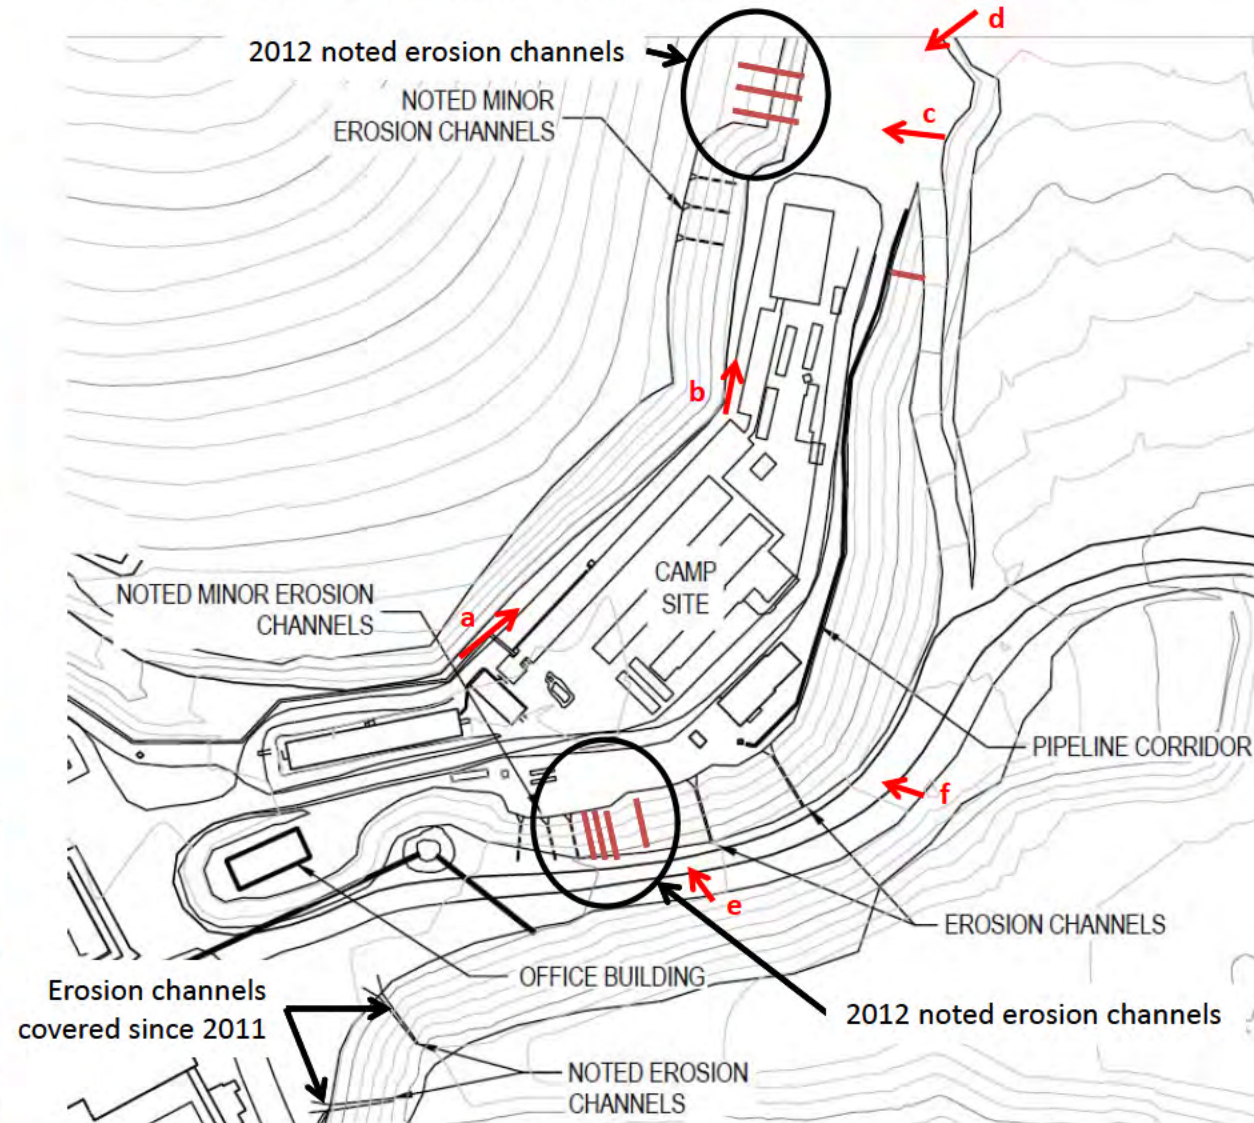 d
2012 noted erosion channels
NOTED MINOR
EROSION CHANNELS
c
b
CAMP
SITE
NOTED MINOR EROSION
CHANNELS
a
PIPELINE CORRIDOR
f
e
EROSION CHANNELS
OFFICE BUILDING
Erosion channels
covered since 2011
2012 noted erosion channels
NOTED EROSION
CHANNELS